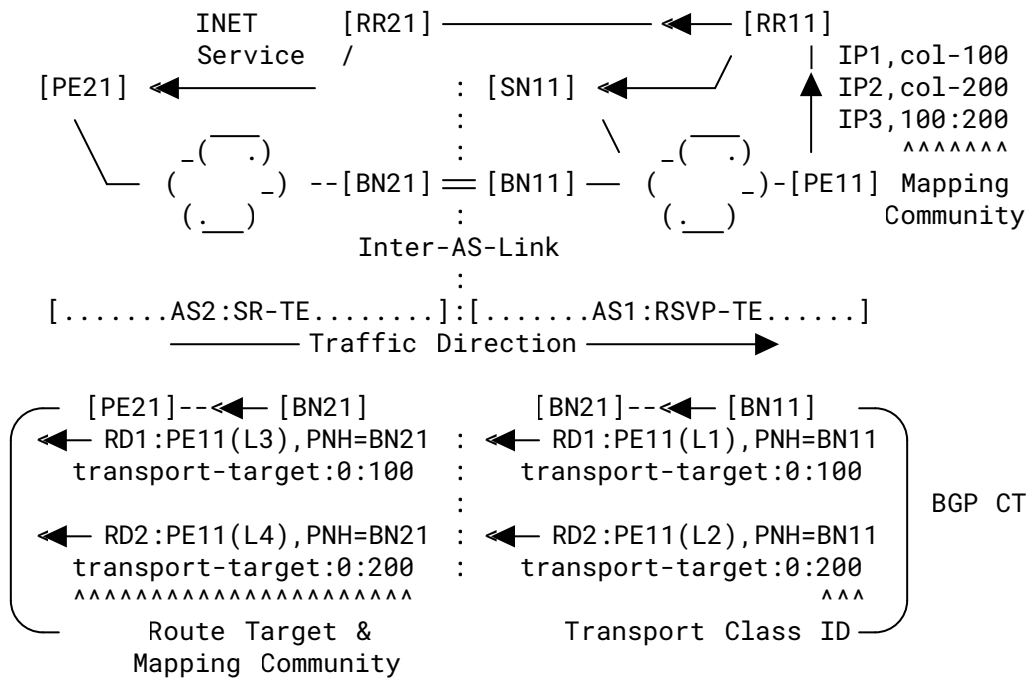 INET [RR21] [RR11]
Service / | IP1,col-100
[PE21] : [SN11] IP2,col-200
: IP3,100:200
_( .) : _( .) ^^^^^^^
( _) --[BN21] == [BN11] ( _)-[PE11] Mapping
(.__) : (.__) Community
Inter-AS-Link
:
[.......AS2:SR-TE........]:[.......AS1:RSVP-TE......]
Traffic Direction
[PE21]--< [BN21] [BN21]--< [BN11]
RD1:PE11(L3),PNH=BN21 : RD1:PE11(L1),PNH=BN11
transport-target:0:100 : transport-target:0:100
: BGP CT
RD2:PE11(L4),PNH=BN21 : RD2:PE11(L2),PNH=BN11
transport-target:0:200 : transport-target:0:200
^^^^^^^^^^^^^^^^^^^^^^ ^^^
Route Target & Transport Class ID
Mapping Community